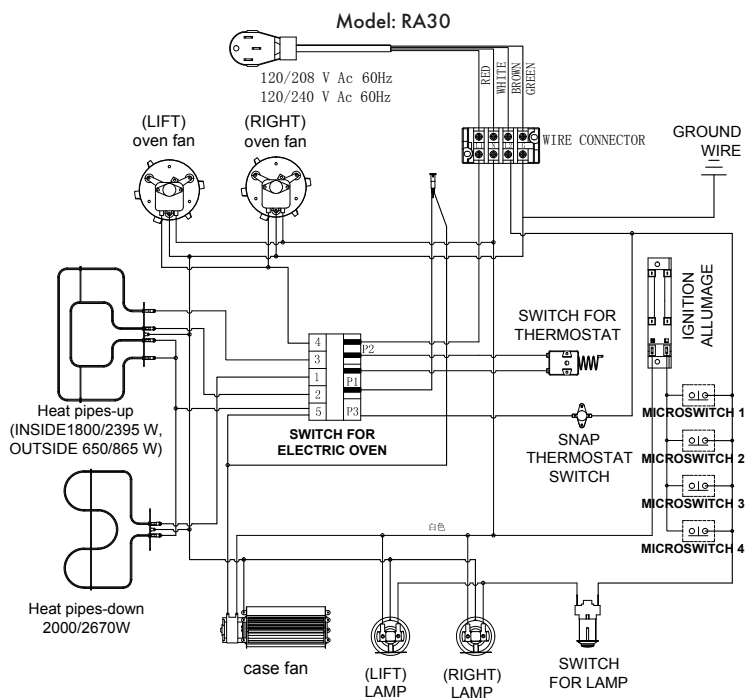 Model: RA30
120/208 V Ac 60Hz
120/240 V Ac 60Hz
RED
WHITE
BROWN
GREEN
WIRE CONNECTOR
GROUND
WIRE
(LIFT)
oven fan
(RIGHT)
oven fan
IGNITION
ALLUMAGE
SWITCH FOR
THERMOSTAT
4
3
1
2
5
P2
P1
P3
SWITCH FOR
ELECTRIC OVEN
SNAP
THERMOSTAT
SWITCH
MICROSWITCH 1
MICROSWITCH 2
MICROSWITCH 3
MICROSWITCH 4
Heat pipes-up
(INSIDE1800/2395 W,
OUTSIDE 650/865 W)
白色
Heat pipes-down
2000/2670W
case fan
(LIFT)
LAMP
(RIGHT)
LAMP
SWITCH
FOR LAMP